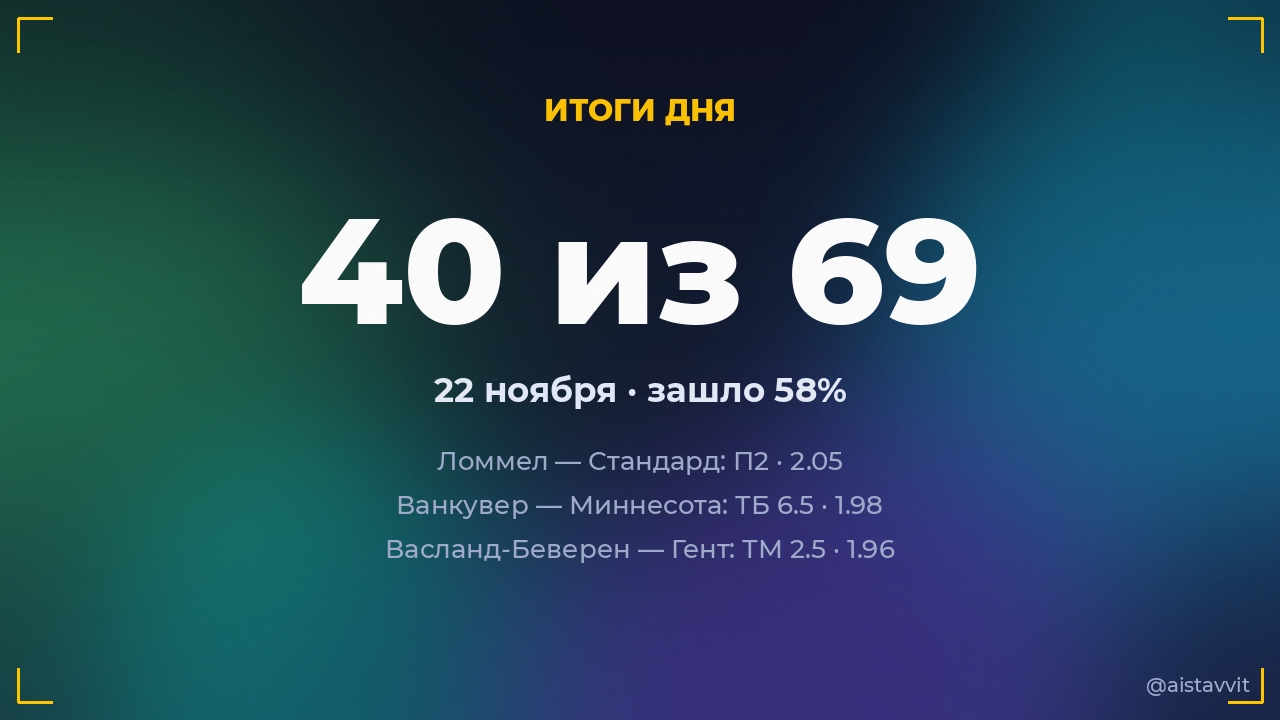 ИТОГИ ДНЯ
40 из 69
22 ноября · зашло 58%
Ломмел — Стандард: П2 · 2.05
Ванкувер — Миннесота: ТБ 6.5 · 1.98
Васланд-Беверен — Гент: ТМ 2.5 · 1.96
@aistavvit